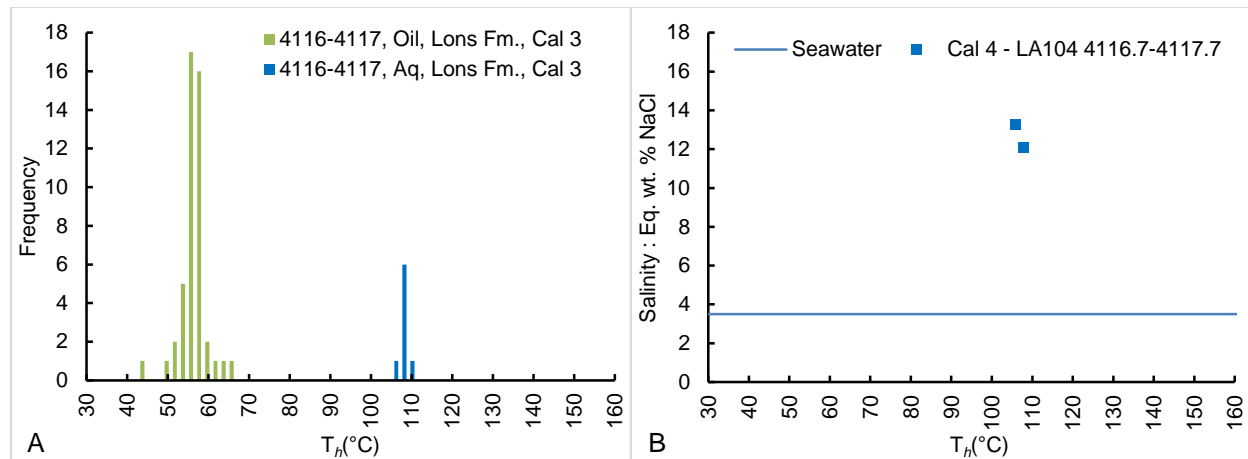 18
16
14
12
10
8
6
4
2
0
Frequency
4116-4117, Oil, Lons Fm., Cal 3
4116-4117, Aq, Lons Fm., Cal 3
30 40 50 60 70 80 90 100 110 120 130 140 150 160
A
Th(°C)
18
16
14
12
10
8
6
4
2
0
Salinity : Eq. wt. % NaCl
Seawater
Cal 4 - LA104 4116.7-4117.7
30 40 50 60 70 80 90 100 110 120 130 140 150 160
B
Th(°C)